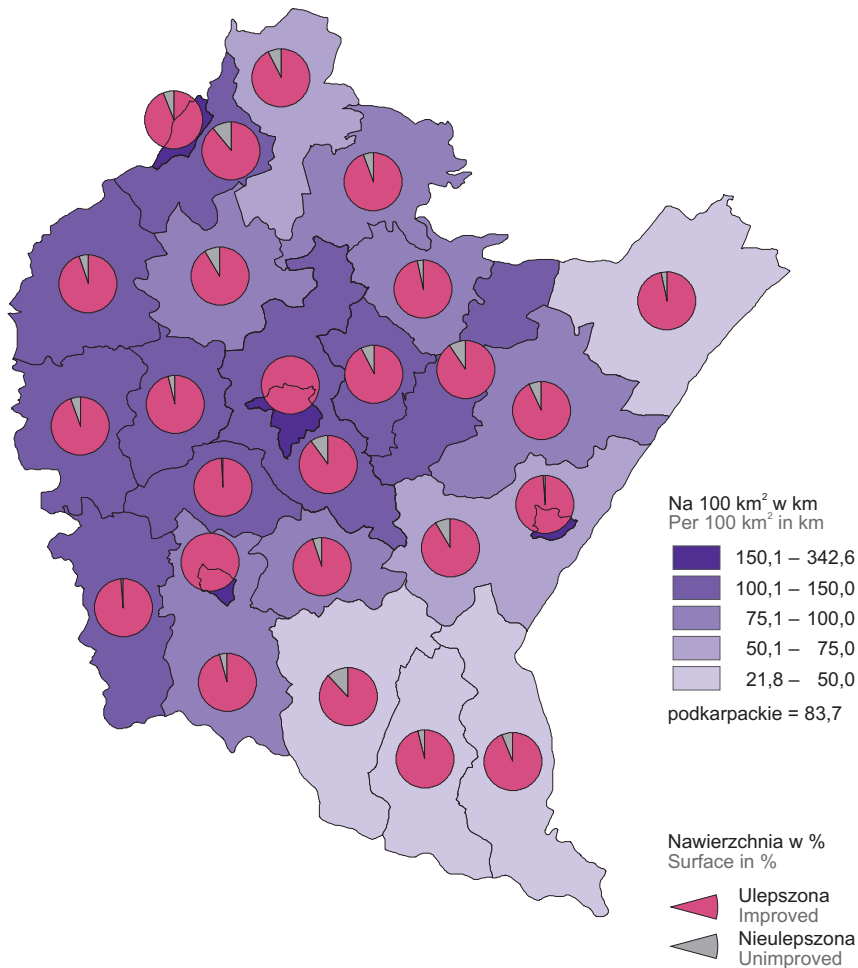 Na 100 km² w km
Per 100 km² in km
150,1 – 342,6
100,1 – 150,0
75,1 – 100,0
50,1 – 75,0
21,8 – 50,0
podkarpackie = 83,7
Nawierzchnia w %
Surface in %
Ulepszona
Improved
Nieulepszona
Unimproved